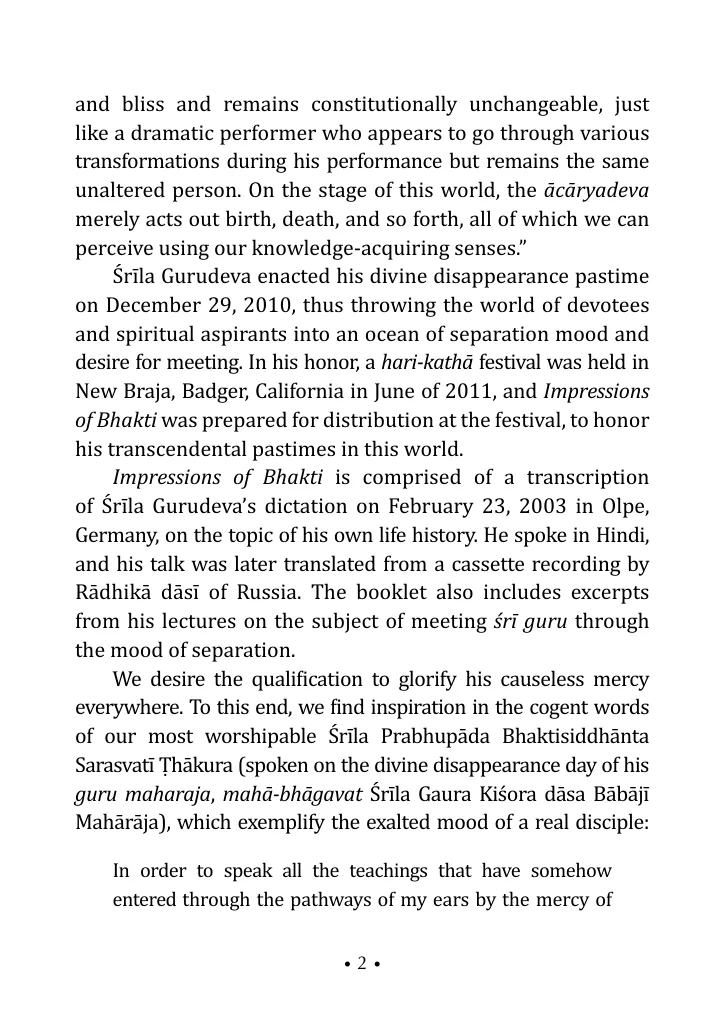 and bliss and remains constitutionally unchangeable, just
like a dramatic performer who appears to go through various
transformations during his performance but remains the same
unaltered person. On the stage of this world, the ācāryadeva
merely acts out birth, death, and so forth, all of which we can
perceive using our knowledge-acquiring senses.”
Śrīla Gurudeva enacted his divine disappearance pastime
on December 29, 2010, thus throwing the world of devotees
and spiritual aspirants into an ocean of separation mood and
desire for meeting. In his honor, a hari-kathā festival was held in
New Braja, Badger, California in June of 2011, and Impressions
of Bhakti was prepared for distribution at the festival, to honor
his transcendental pastimes in this world.
Impressions of Bhakti is comprised of a transcription
of Śrīla Gurudeva’s dictation on February 23, 2003 in Olpe,
Germany, on the topic of his own life history. He spoke in Hindi,
and his talk was later translated from a cassette recording by
Rādhikā dāsī of Russia. The booklet also includes excerpts
from his lectures on the subject of meeting śrī guru through
the mood of separation.
We desire the qualification to glorify his causeless mercy
everywhere. To this end, we find inspiration in the cogent words
of our most worshipable Śrīla Prabhupāda Bhaktisiddhānta
Sarasvatī Ṭhākura (spoken on the divine disappearance day of his
guru maharaja, mahā-bhāgavat Śrīla Gaura Kiśora dāsa Bābājī
Mahārāja), which exemplify the exalted mood of a real disciple:
In order to speak all the teachings that have somehow
entered through the pathways of my ears by the mercy of
• 2 •